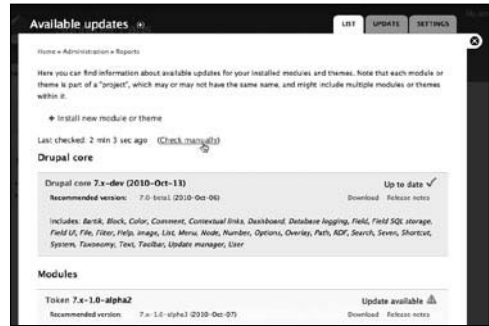 Available updates
LIST UPDATE SETTINGS
Home » Administration » Reports
Here you can find information about available updates for your installed modules and themes. Note that each module or
theme is part of a "project", which may or may not have the same name, and might include multiple modules or themes
within it.
+ Install new module or theme
Last checked: 2 min 3 sec ago (Check manually)
Drupal core
Drupal core 7.x-dev (2010-Oct-13) Up to date
Recommended version: 7.0-beta1 (2010-Oct-06) Download Release notes
Includes: Bartik, Block, Color, Comment, Contextual links, Dashboard, Database logging, Field, Field SQL storage,
Field UI, File, Filter, Help, Image, List, Menu, Node, Number, Options, Overlay, Path, RDF, Search, Seven, Shortcut,
System, Taxonomy, Text, Toolbar, Update manager, User
Modules
Token 7.x-1.0-alpha2 Update available
Recommended version: 7.x-1.0-alpha3 (2010-Oct-07) Download Release notes